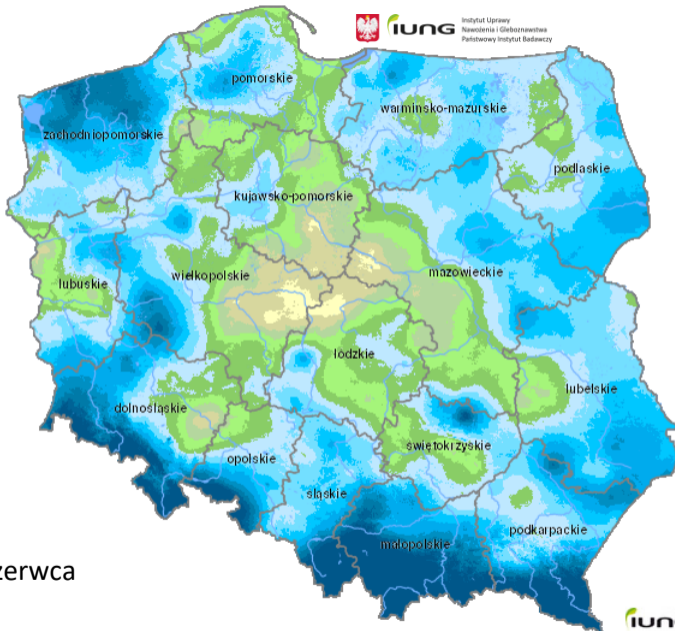 IUNG
Instytut Uprawy
Nawożenia i Gleboznawstwa
Państwowy Instytut Badawczy
pomorskie
warmińsko-mazurskie
zachodniopomorskie
podlaskie
kujawsko-pomorskie
mazowieckie
wielkopolskie
lubuskie
łódzkie
lubelskie
dolnośląskie
świętokrzyskie
opolskie
śląskie
podkarpackie
małopolskie
zerwca
iun